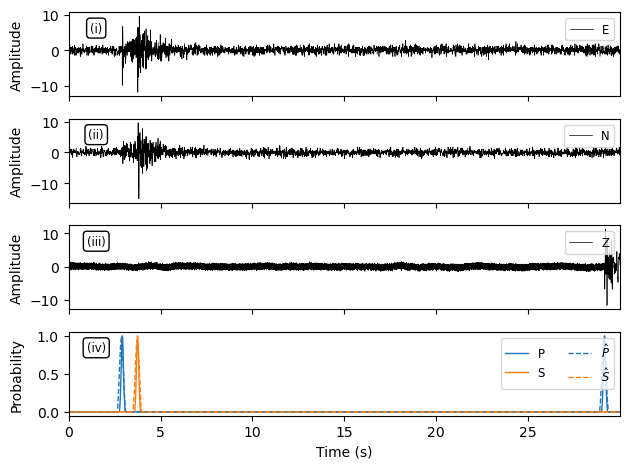 10
0
−10
Amplitude
(i)
E
10
0
−10
Amplitude
(ii)
N
10
0
−10
Amplitude
(iii)
Z
1.0
0.5
0.0
Probability
(iv)
P
S
P̂
Ŝ
0 5 10 15 20 25
Time (s)